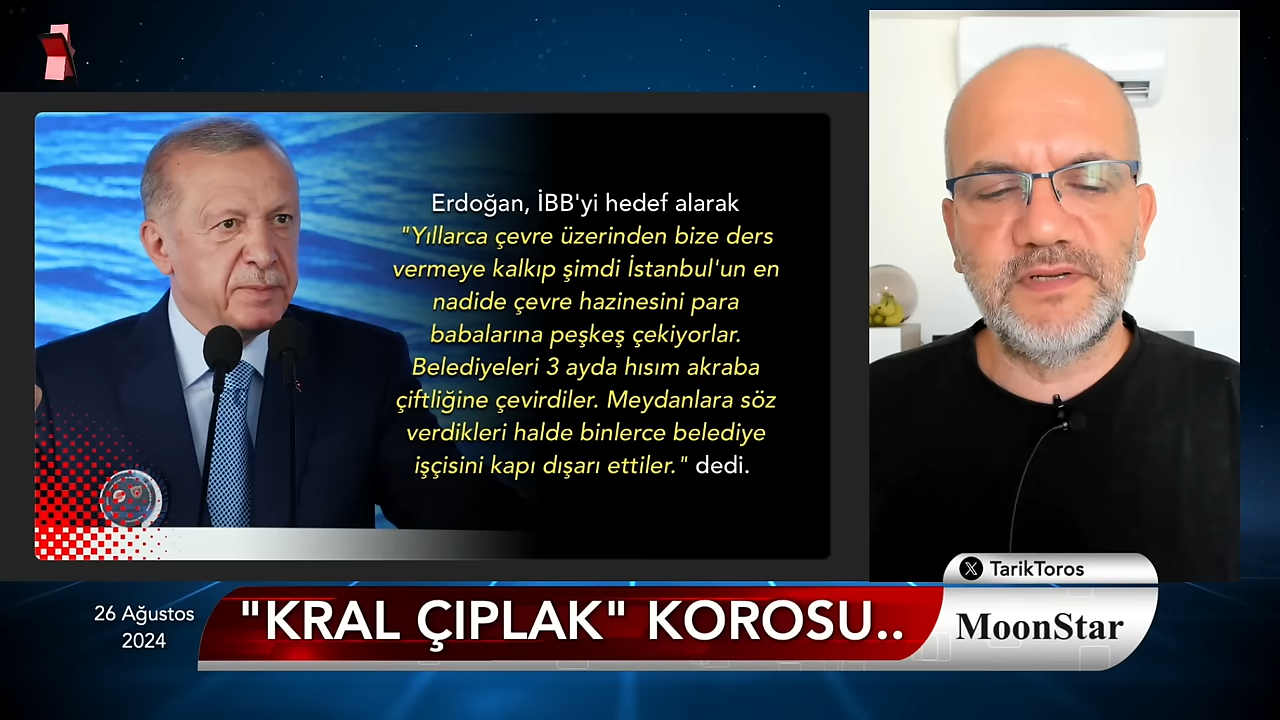 Erdoğan, İBB'yi hedef alarak
"Yıllarca çevre üzerinden bize ders
vermeye kalkıp şimdi İstanbul'un en
nadide çevre hazinesini para
babalarına peşkeş çekiyorlar.
Belediyeleri 3 ayda hısım akraba
çiftliğine çevirdiler. Meydanlara söz
verdikleri halde binlerce belediye
işçisini kapı dışarı ettiler." dedi.
TarikToros
26 Ağustos
2024
"KRAL ÇIPLAK" KOROSU..
MoonStar